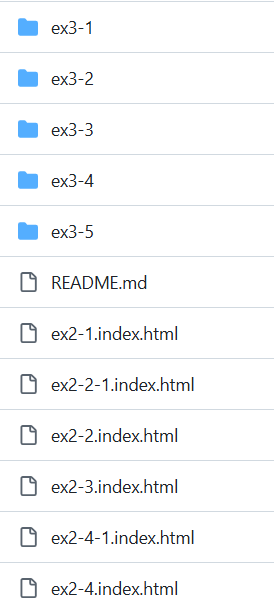 ex3-1
ex3-2
ex3-3
ex3-4
ex3-5
README.md
ex2-1.index.html
ex2-2-1.index.html
ex2-2.index.html
ex2-3.index.html
ex2-4-1.index.html
ex2-4.index.html